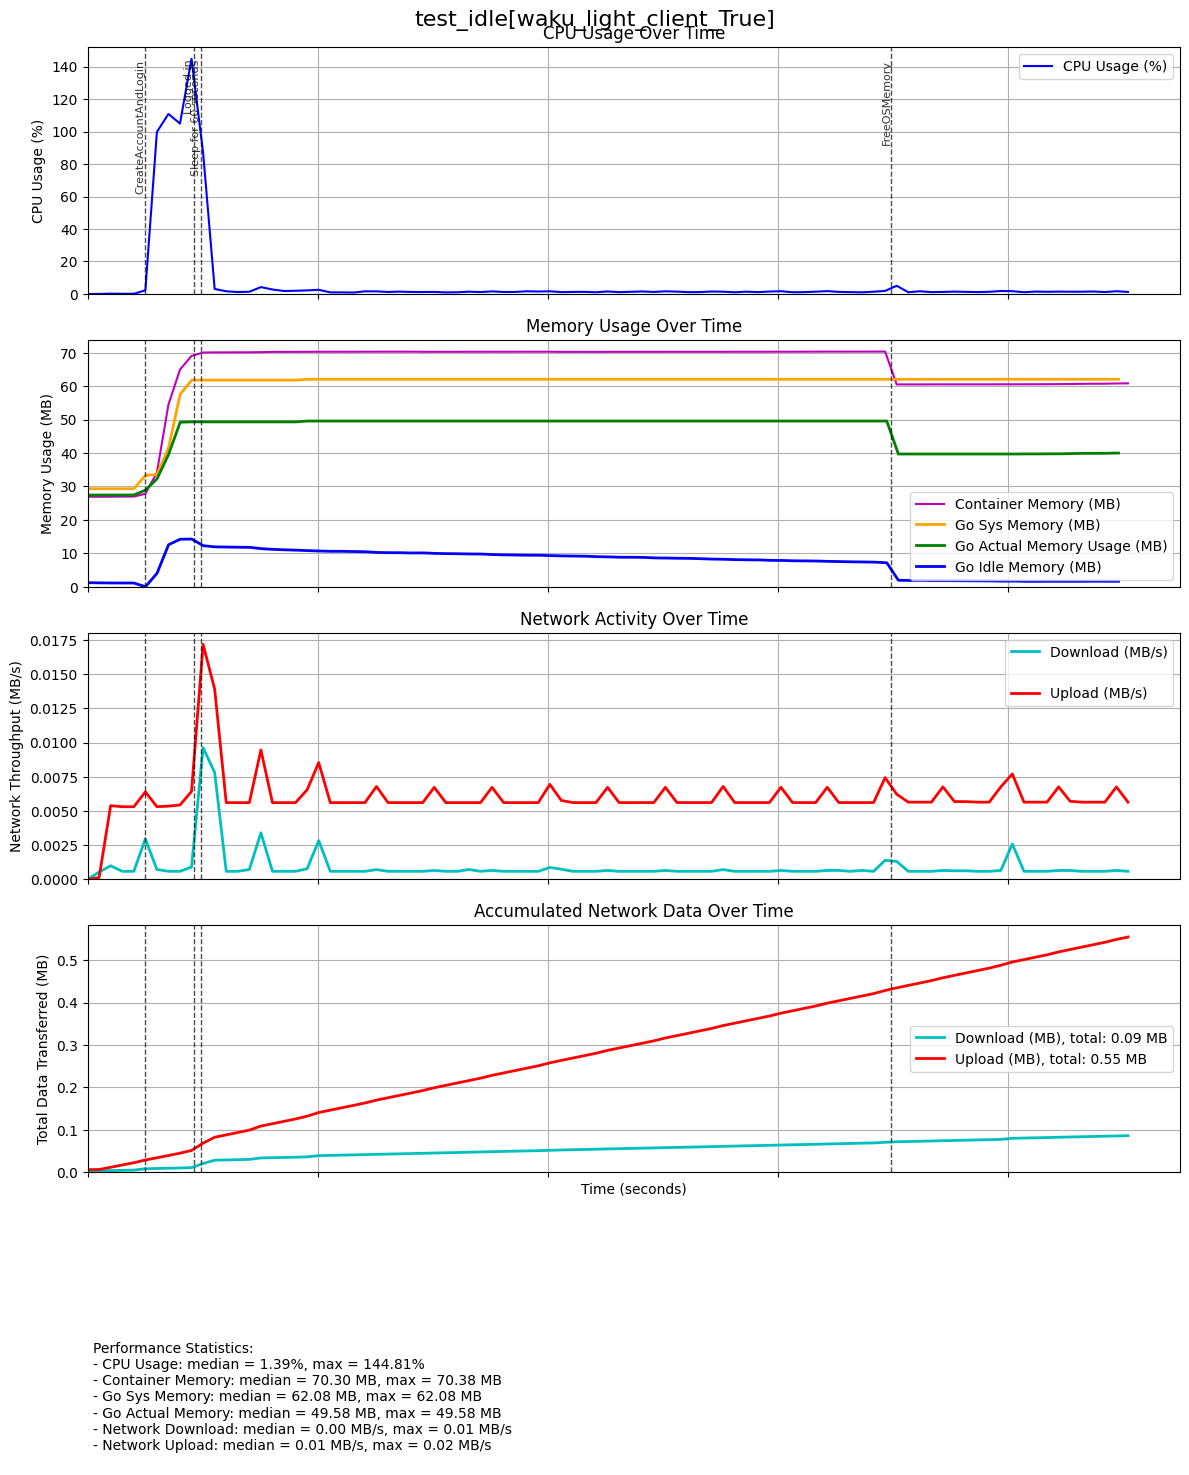 test_idle[waku_light_client_True]
CPU Usage Over Time
CPU Usage (%)
140
120
100
80
60
40
20
0
CreateAccountAndLogin
Logged in
Sleep for 60 seconds
FreeOSMemory
CPU Usage (%)
Memory Usage Over Time
Memory Usage (MB)
70
60
50
40
30
20
10
0
Container Memory (MB)
Go Sys Memory (MB)
Go Actual Memory Usage (MB)
Go Idle Memory (MB)
Network Activity Over Time
Network Throughput (MB/s)
0.0175
0.0150
0.0125
0.0100
0.0075
0.0050
0.0025
0.0000
Download (MB/s)
Upload (MB/s)
Accumulated Network Data Over Time
Total Data Transferred (MB)
0.5
0.4
0.3
0.2
0.1
0.0
Download (MB), total: 0.09 MB
Upload (MB), total: 0.55 MB
Time (seconds)
Performance Statistics:
- CPU Usage: median = 1.39%, max = 144.81%
- Container Memory: median = 70.30 MB, max = 70.38 MB
- Go Sys Memory: median = 62.08 MB, max = 62.08 MB
- Go Actual Memory: median = 49.58 MB, max = 49.58 MB
- Network Download: median = 0.00 MB/s, max = 0.01 MB/s
- Network Upload: median = 0.01 MB/s, max = 0.02 MB/s